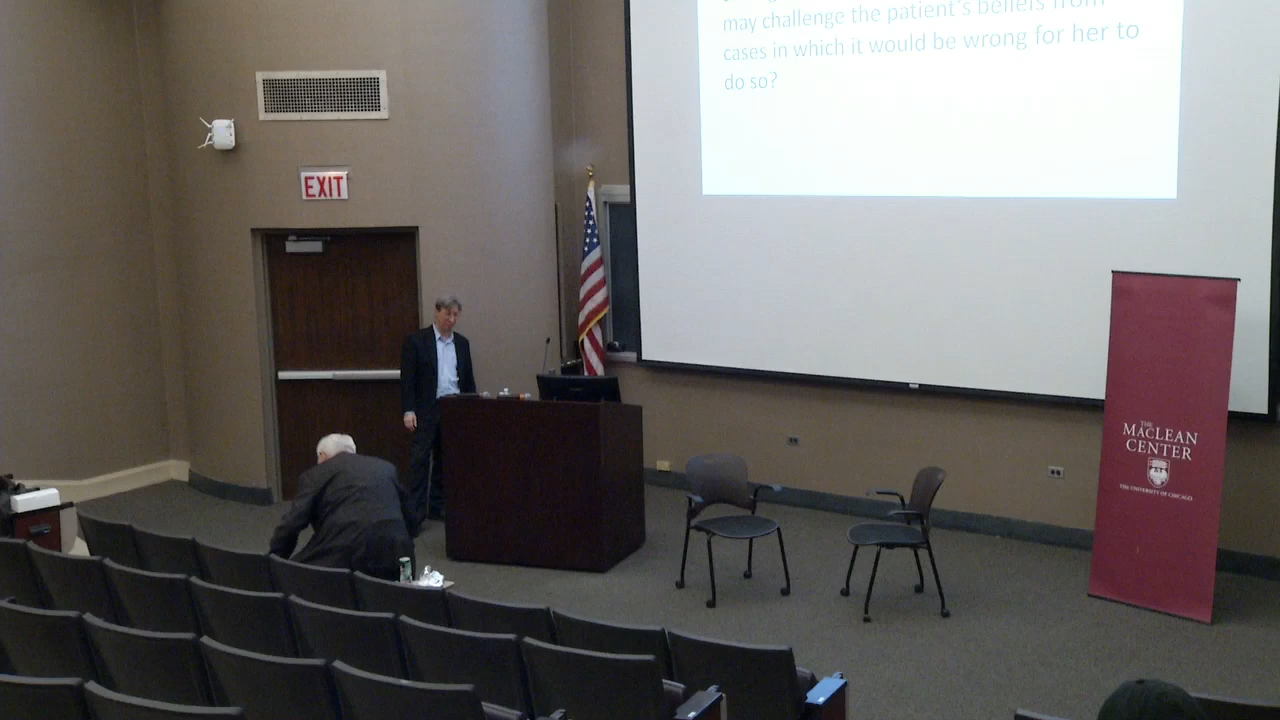 may challenge the patient's beliefs from
cases in which it would be wrong for her to
do so?
EXIT
THE
MACLEAN
CENTER
THE UNIVERSITY OF CHICAGO